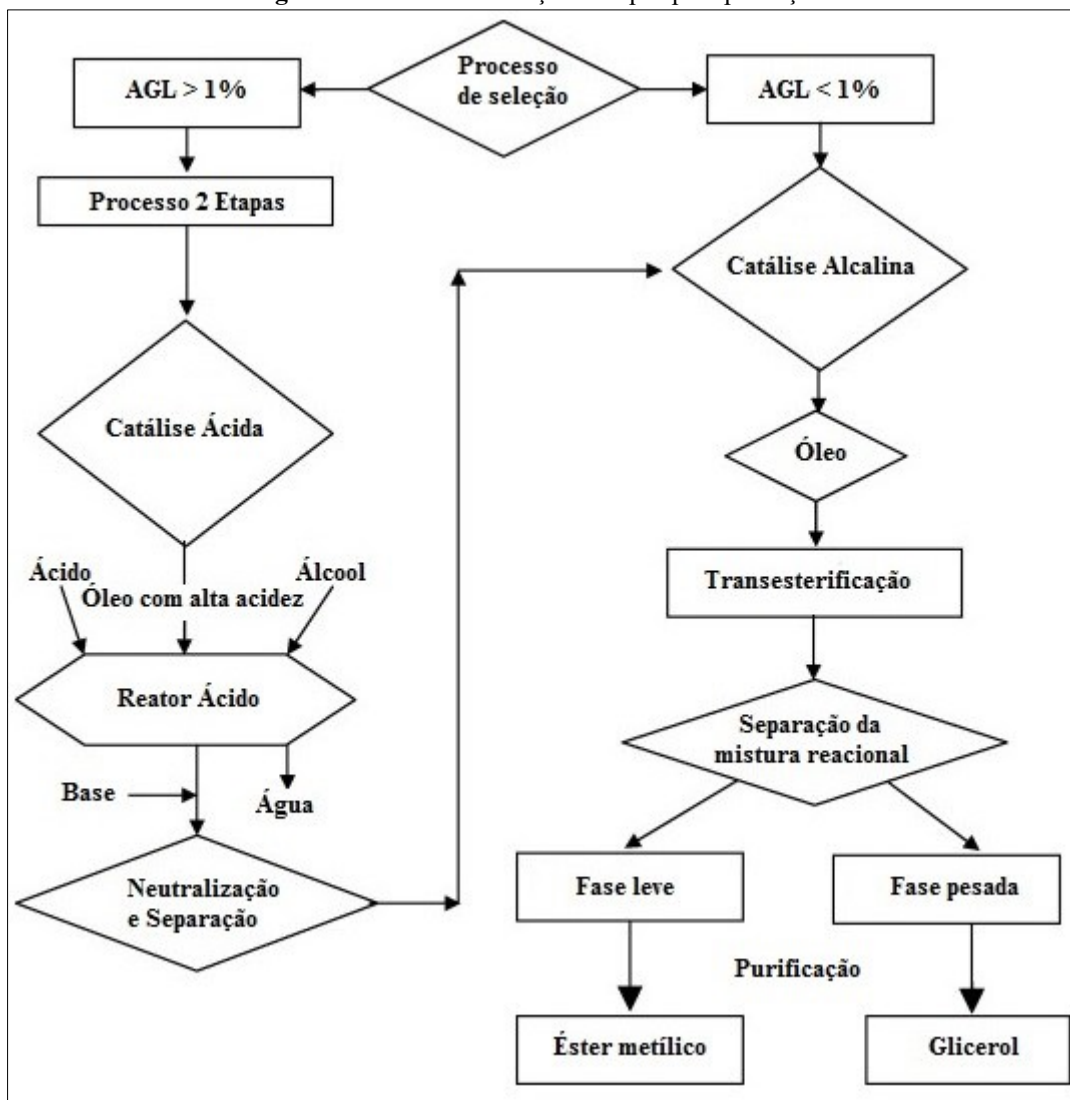 AGL > 1%
Processo
de seleção
AGL < 1%
Processo 2 Etapas
Catálise Alcalina
Catálise Ácida
Óleo
Ácido
Álcool
Óleo com alta acidez
Transesterificação
Reator Ácido
Separação da
mistura reacional
Base
Água
Neutralização
e Separação
Fase leve
Fase pesada
Purificação
Éster metílico
Glicerol